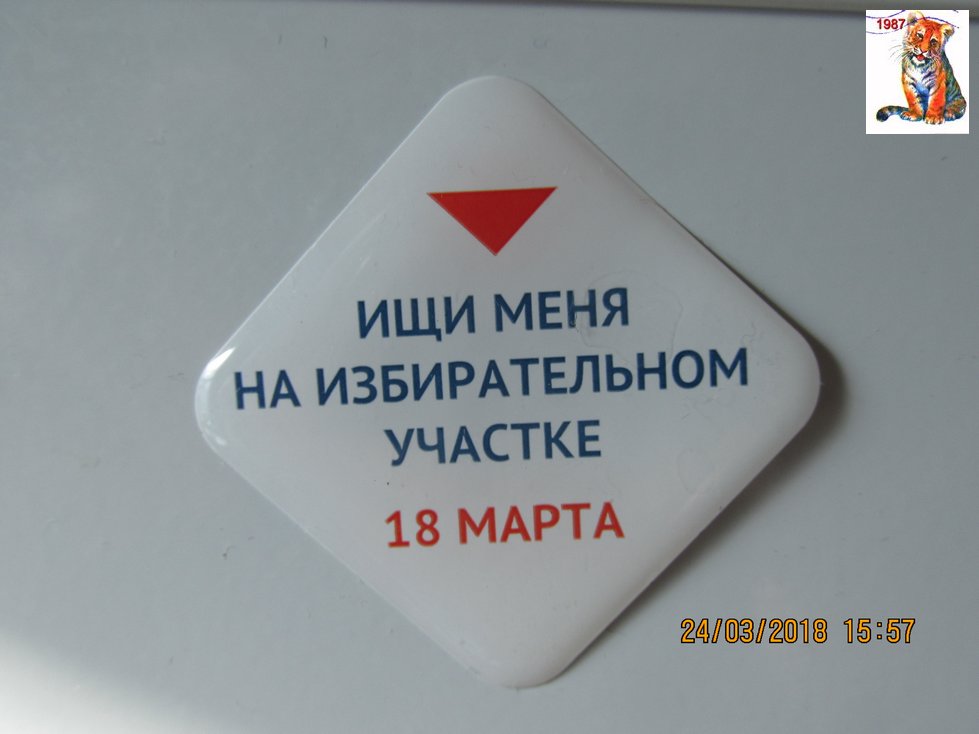 1987
ИЩИ МЕНЯ
НА ИЗБИРАТЕЛЬНОМ
УЧАСТКЕ
18 МАРТА
24/03/2018 15:57